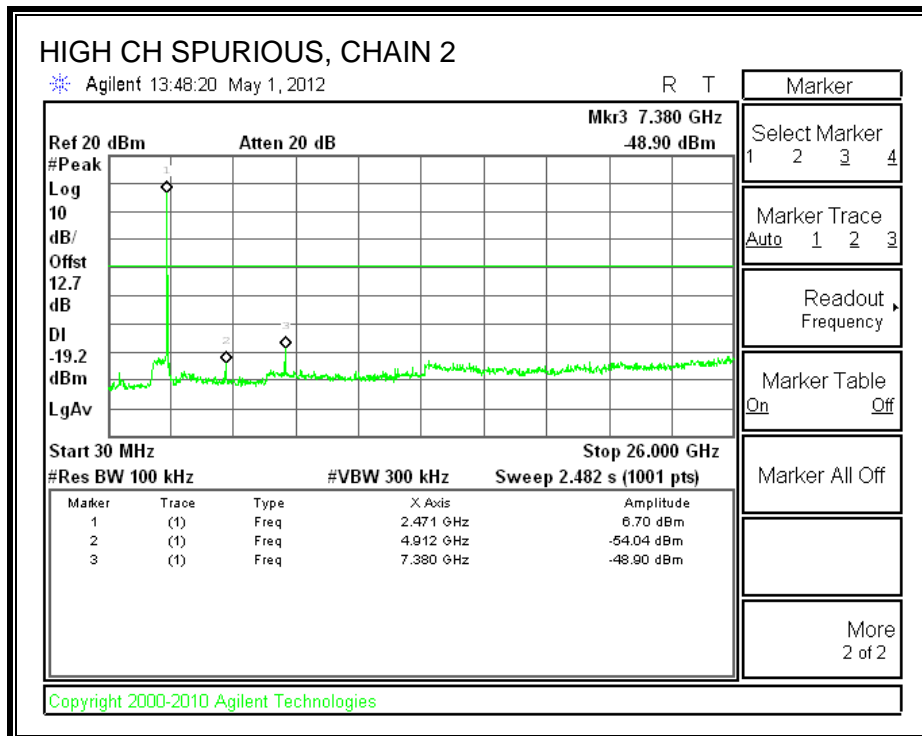 HIGH CH SPURIOUS, CHAIN 2
Agilent 13:48:20 May 1, 2012 R T
Mkr3 7.380 GHz
Ref 20 dBm Atten 20 dB -48.90 dBm
#Peak
Log
10
dB/
Offst
12.7
dB
DI
-19.2
dBm
LgAv
1
2
3
Start 30 MHz Stop 26.000 GHz
#Res BW 100 kHz #VBW 300 kHz Sweep 2.482 s (1001 pts)
Marker Trace Type X Axis Amplitude
1 (1) Freq 2.471 GHz 6.70 dBm
2 (1) Freq 4.912 GHz -54.04 dBm
3 (1) Freq 7.380 GHz -48.90 dBm
Marker
Select Marker
1 2 3 4
Marker Trace
Auto 1 2 3
Readout
Frequency
Marker Table
On Off
Marker All Off
More
2 of 2
Copyright 2000-2010 Agilent Technologies